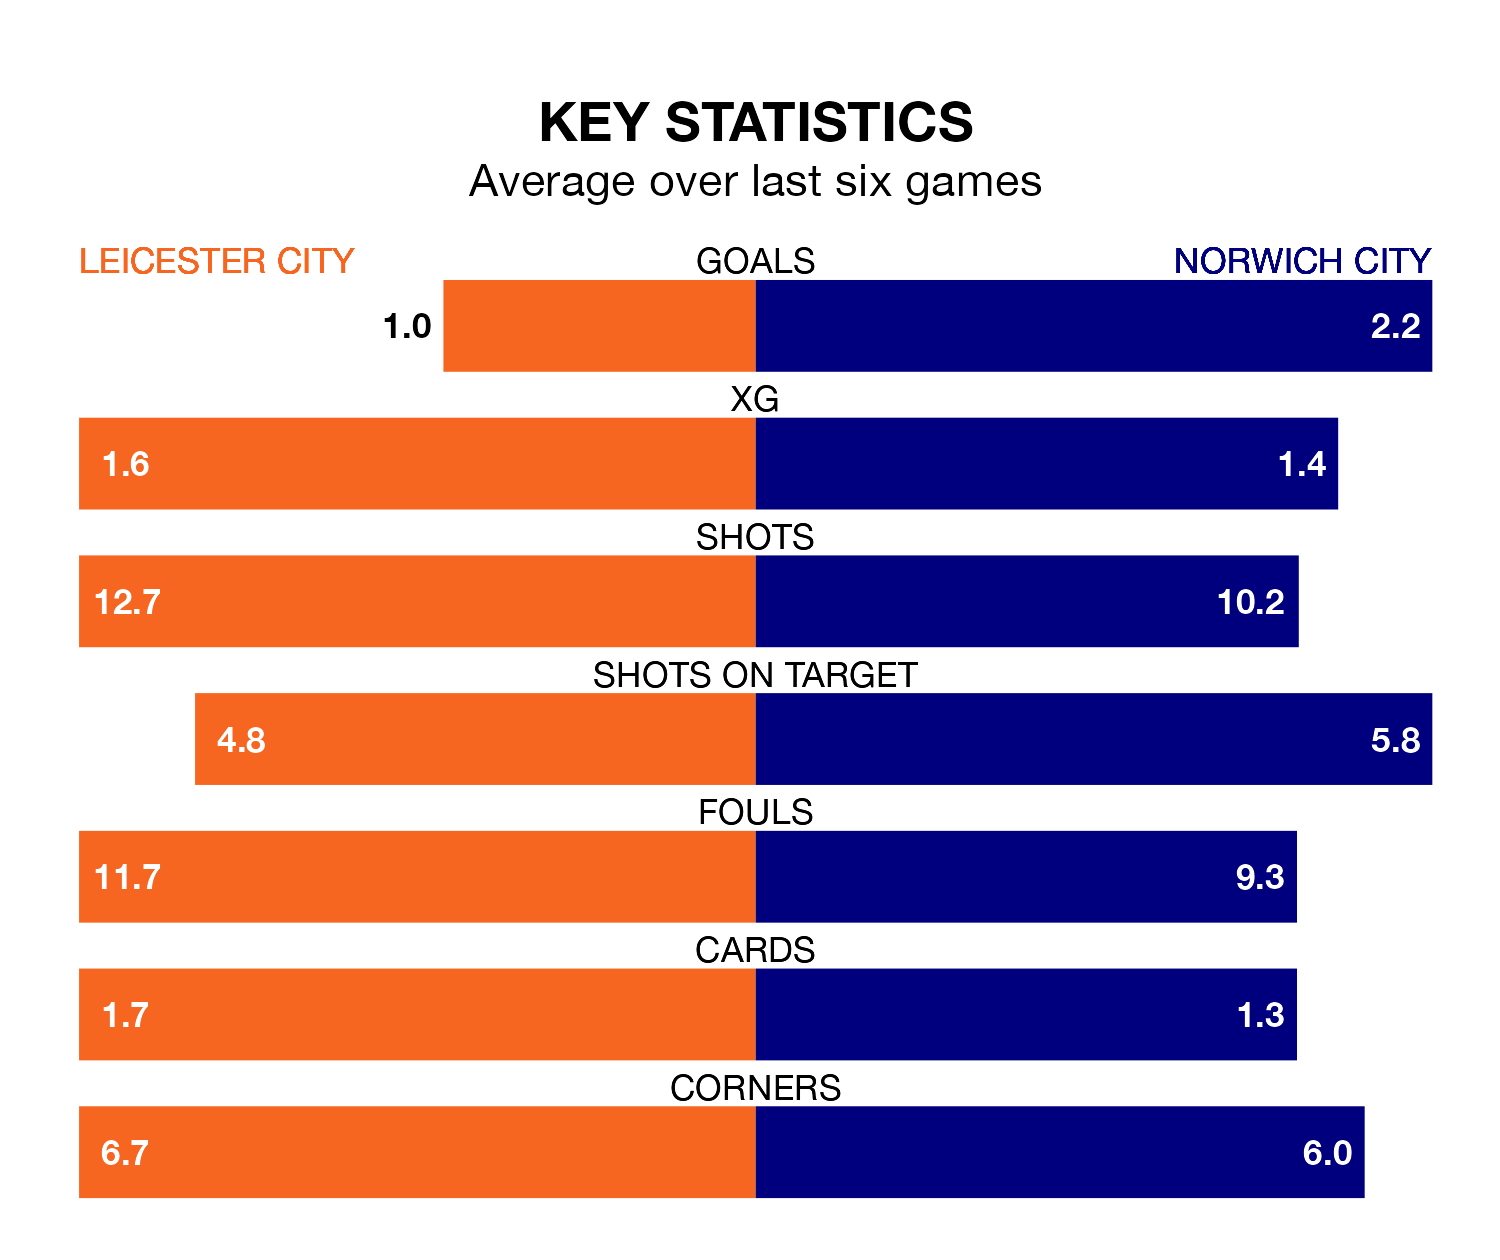 KEY STATISTICS
Average over last six games
LEICESTER CITY GOALS NORWICH CITY
1.0 2.2
XG
1.6 1.4
SHOTS
12.7 10.2
SHOTS ON TARGET
4.8 5.8
FOULS
11.7 9.3
CARDS
1.7 1.3
CORNERS
6.7 6.0